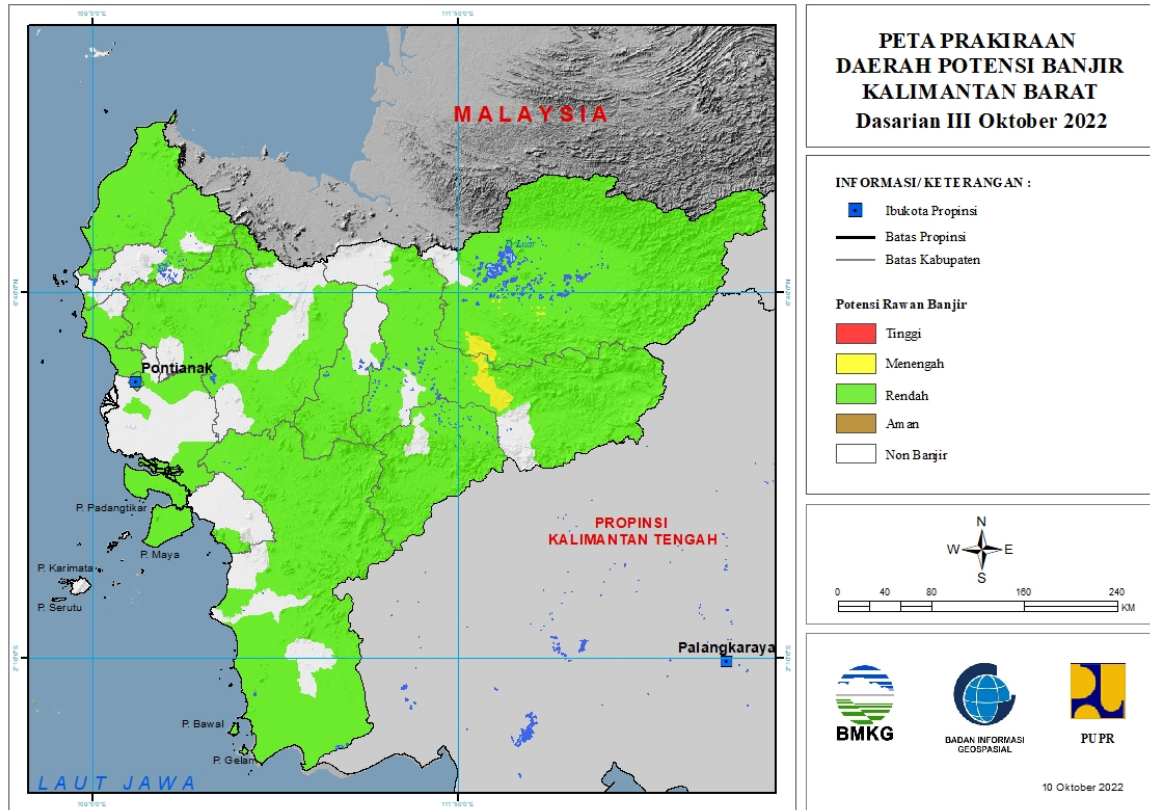 PETA PRAKIRAAN
DAERAH POTENSI BANJIR
KALIMANTAN BARAT
Dasarian III Oktober 2022
INFORMASI/ KETERANGAN :
Ibukota Propinsi
Batas Propinsi
Batas Kabupaten
Potensi Rawan Banjir
Tinggi
Menengah
Rendah
Aman
Non Banjir
N
W E
S
0 40 80 160 240
KM
BMKG
BADAN INFORMASI
GEOSPASIAL
PUPR
10 Oktober 2022
MALAYSIA
Pontianak
P. Padangtikar
P. Maya
P. Karimata
P. Serutu
PROPINSI
KALIMANTAN TENGAH
Palangkaraya
P. Bawal
P. Gelam
LAUT JAWA